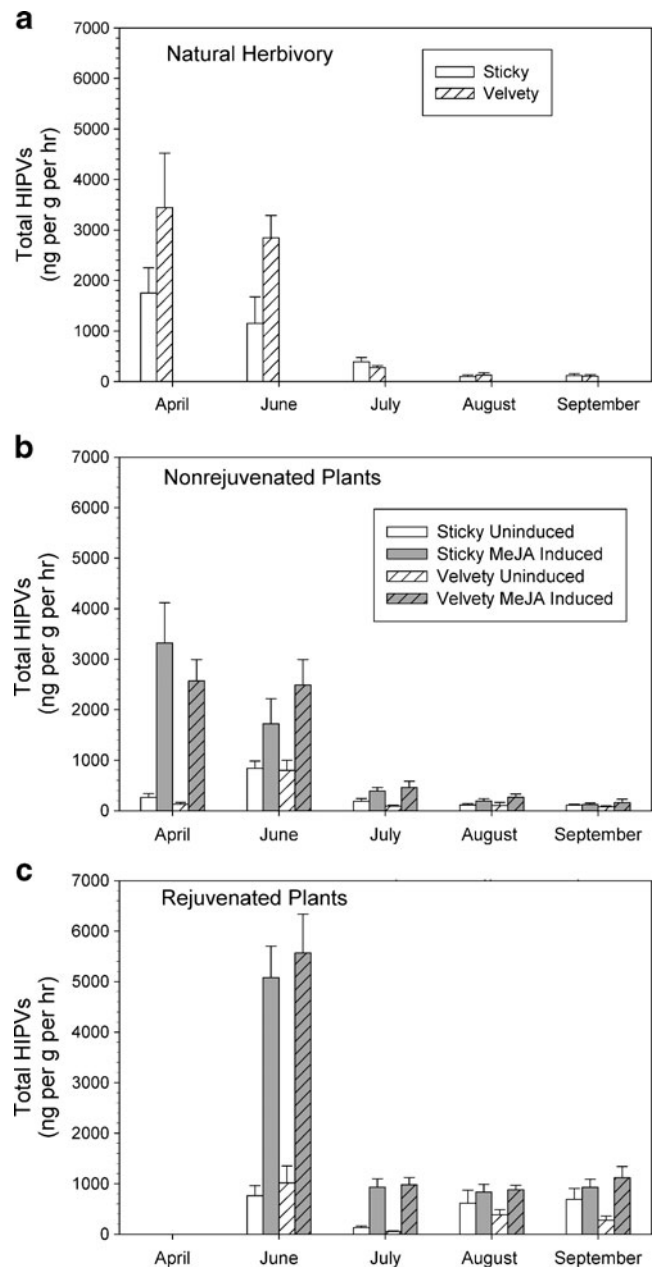 a
Natural Herbivory
Sticky
Velvety
Total HIPVs
(ng per g per hr)
7000
6000
5000
4000
3000
2000
1000
0
April June July August September
b
Nonrejuvenated Plants
Sticky Uninduced
Sticky MeJA Induced
Velvety Uninduced
Velvety MeJA Induced
Total HIPVs
(ng per g per hr)
7000
6000
5000
4000
3000
2000
1000
0
April June July August September
c
Rejuvenated Plants
Total HIPVs
(ng per g per hr)
7000
6000
5000
4000
3000
2000
1000
0
April June July August September